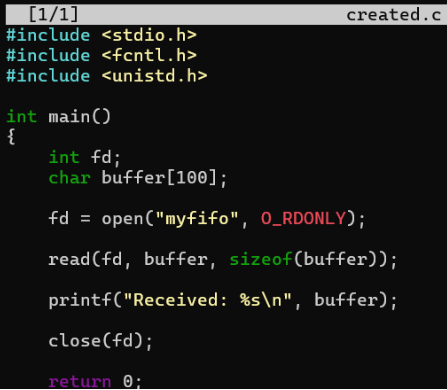 [1/1] created.c
#include <stdio.h>
#include <fcntl.h>
#include <unistd.h>
int main()
{
    int fd;
    char buffer[100];
    fd = open("myfifo", O_RDONLY);
    read(fd, buffer, sizeof(buffer));
    printf("Received: %s\n", buffer);
    close(fd);
    return 0;